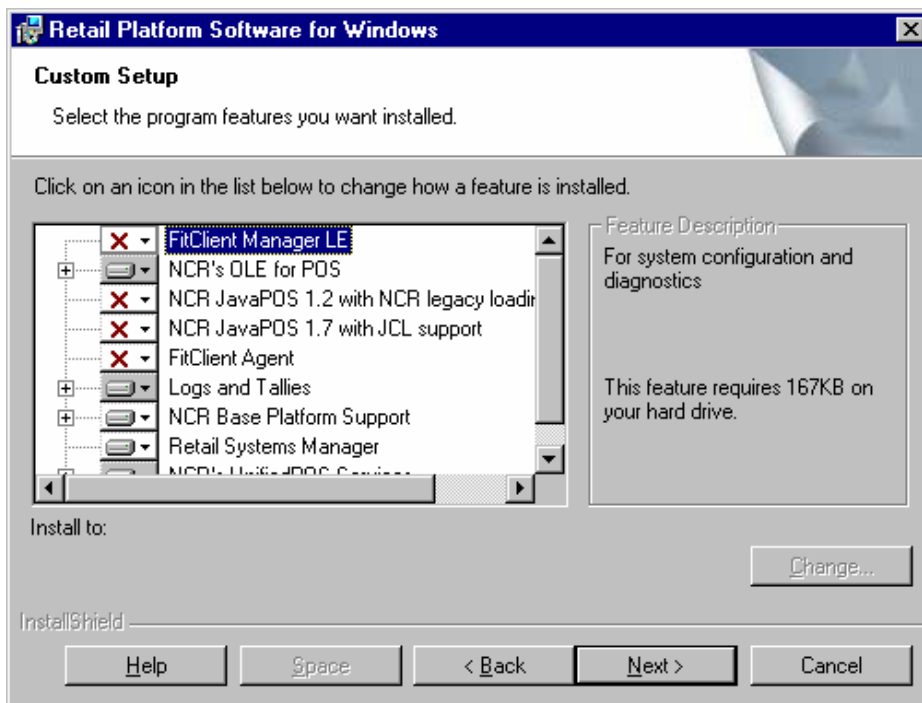 Retail Platform Software for Windows
Custom Setup
Select the program features you want installed.
Click on an icon in the list below to change how a feature is installed.
FitClient Manager LE
NCR's OLE for POS
NCR JavaPOS 1.2 with NCR legacy loadin
NCR JavaPOS 1.7 with JCL support
FitClient Agent
Logs and Tallies
NCR Base Platform Support
Retail Systems Manager
NCR's UnifiedPOS Services
Feature Description
For system configuration and
diagnostics
This feature requires 167KB on
your hard drive.
Install to:
Change...
InstallShield
Help
Space
< Back
Next >
Cancel